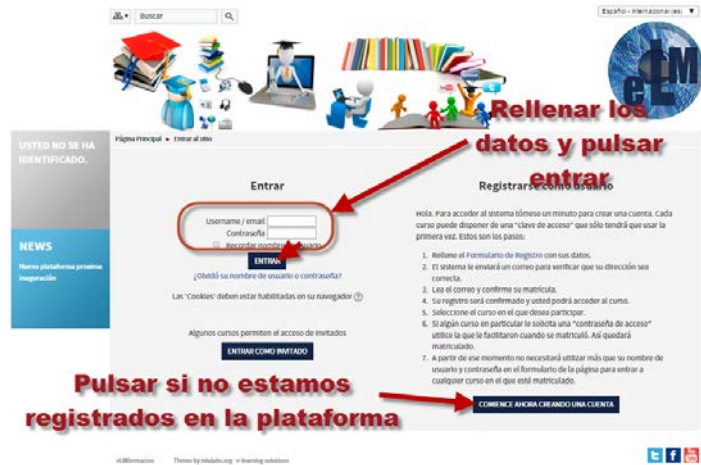 Buscar
Español - Internacional (es)
eLM
Rellenar los
datos y pulsar
entrar
Página Principal ► Entrar al sitio
USTED NO SE HA
IDENTIFICADO.
NEWS
Nueva plataforma proxima
inaguración
Entrar
Username / email
Contraseña
Recordar nombre de usuario
ENTRAR
¿Olvidó su nombre de usuario o contraseña?
Las 'Cookies' deben estar habilitadas en su navegador
Algunos cursos permiten el acceso de invitados
ENTRAR COMO INVITADO
Registrarse como usuario
Hola. Para acceder al sistema tómese un minuto para crear una cuenta. Cada
curso puede disponer de una "clave de acceso" que sólo tendrá que usar la
primera vez. Estos son los pasos:
1. Rellene el Formulario de Registro con sus datos.
2. El sistema le enviará un correo para verificar que su dirección sea
correcta.
3. Lea el correo y confirme su matrícula.
4. Su registro será confirmado y usted podrá acceder al curso.
5. Seleccione el curso en el que desea participar.
6. Si algún curso en particular le solicita una "contraseña de acceso"
utilice la que le facilitaron cuando se matriculó. Así quedará
matriculado.
7. A partir de ese momento no necesitará utilizar más que su nombre de
usuario y contraseña en el formulario de la página para entrar a
cualquier curso en el que esté matriculado.
COMIENCE AHORA CREANDO UNA CUENTA
Pulsar si no estamos
registrados en la plataforma
eLMformacion
Theme by edulabs.org - e-learning solutions